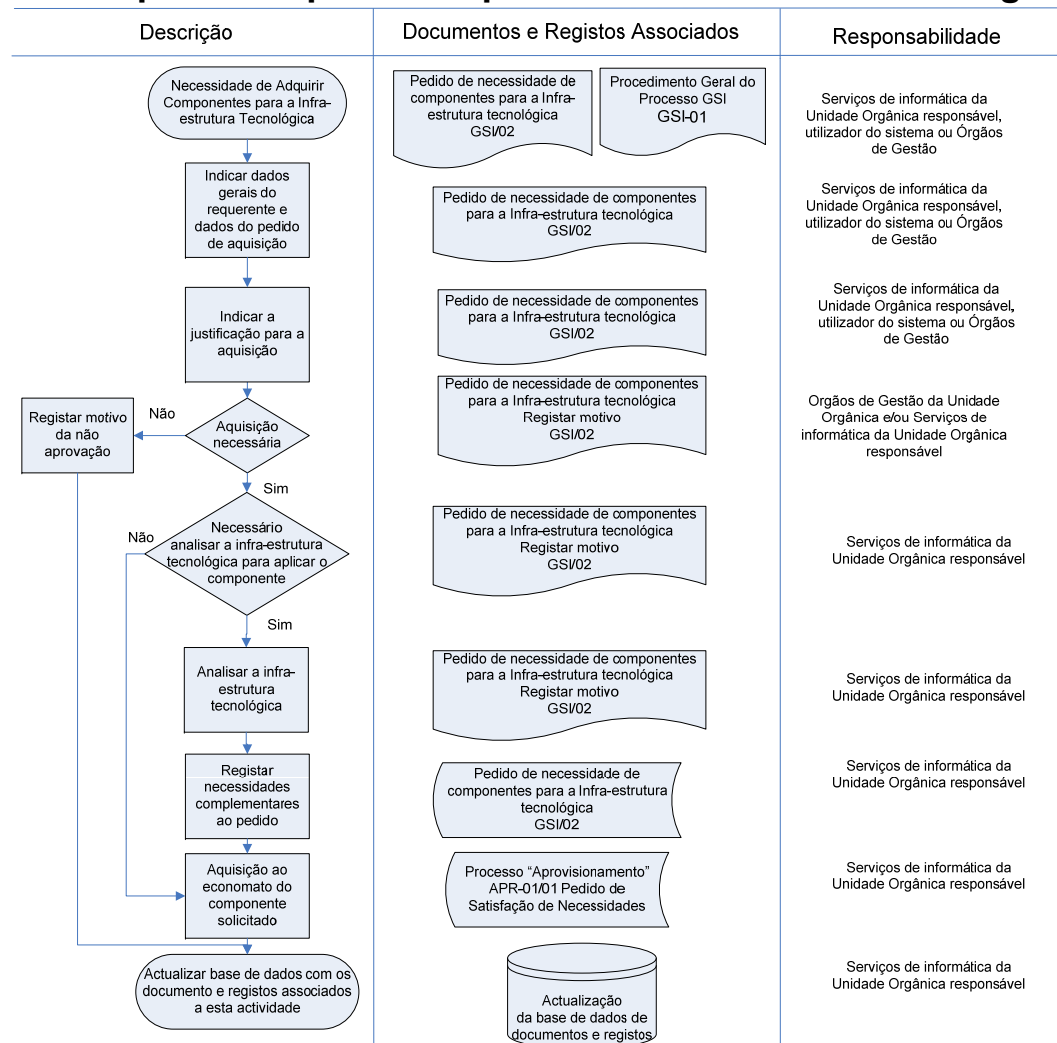 Descrição
Documentos e Registos Associados
Responsabilidade
Necessidade de Adquirir
Componentes para a Infra-
estrutura Tecnológica
Pedido de necessidade de
componentes para a Infra-
estrutura tecnológica
GSI/02
Procedimento Geral do
Processo GSI
GSI-01
Serviços de informática da
Unidade Orgânica responsável,
utilizador do sistema ou Órgãos
de Gestão
Indicar dados
gerais do
requerente e
dados do pedido
de aquisição
Pedido de necessidade de componentes
para a Infra-estrutura tecnológica
GSI/02
Serviços de informática da
Unidade Orgânica responsável,
utilizador do sistema ou Órgãos
de Gestão
Indicar a
justificação para a
aquisição
Pedido de necessidade de componentes
para a Infra-estrutura tecnológica
GSI/02
Serviços de informática da
Unidade Orgânica responsável,
utilizador do sistema ou Órgãos
de Gestão
Registar motivo
da não
aprovação
Não
Aquisição
necessária
Sim
Pedido de necessidade de componentes
para a Infra-estrutura tecnológica
Registar motivo
GSI/02
Orgãos de Gestão da Unidade
Orgânica e/ou Serviços de
informática da Unidade Orgânica
responsável
Não
Necessário
analisar a infra-estrutura
tecnológica para aplicar o
componente
Sim
Pedido de necessidade de componentes
para a Infra-estrutura tecnológica
Registar motivo
GSI/02
Serviços de informática da
Unidade Orgânica responsável
Analisar a infra-
estrutura
tecnológica
Pedido de necessidade de componentes
para a Infra-estrutura tecnológica
Registar motivo
GSI/02
Serviços de informática da
Unidade Orgânica responsável
Registar
necessidades
complementares
ao pedido
Pedido de necessidade de
componentes para a Infra-estrutura
tecnológica
GSI/02
Serviços de informática da
Unidade Orgânica responsável
Aquisição ao
economato do
componente
solicitado
Processo “Aprovisionamento”
APR-01/01 Pedido de
Satisfação de Necessidades
Serviços de informática da
Unidade Orgânica responsável
Actualizar base de dados com os
documento e registos associados
a esta actividade
Actualização
da base de dados de
documentos e registos
Serviços de informática da
Unidade Orgânica responsável